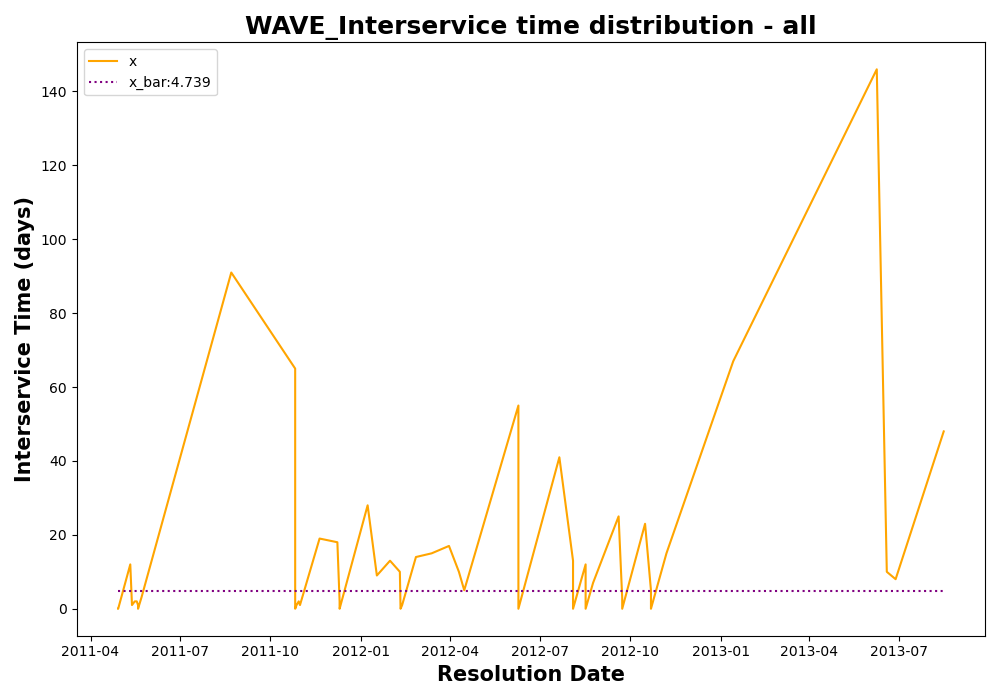 WAVE_Interservice time distribution - all
x
x_bar:4.739
Interservice Time (days)
140
120
100
80
60
40
20
0
2011-04 2011-07 2011-10 2012-01 2012-04 2012-07 2012-10 2013-01 2013-04 2013-07
Resolution Date